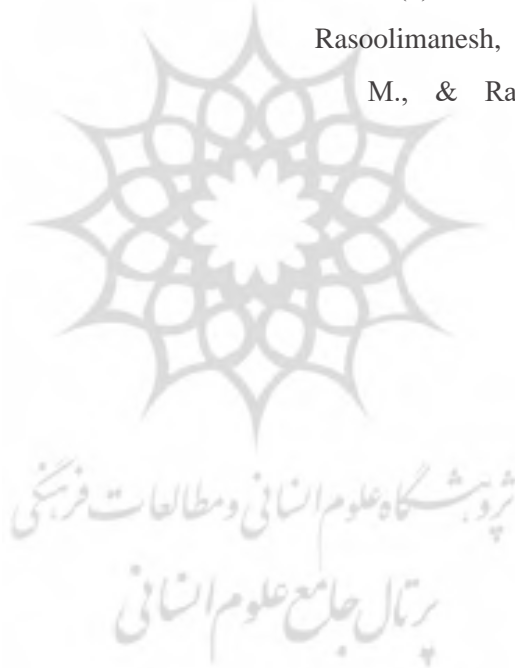 Rasoolimanesh,
M., & Ra
پژوهشگاه علوم انسانی و مطالعات فرهنگی
پرتال جامع علوم انسانی